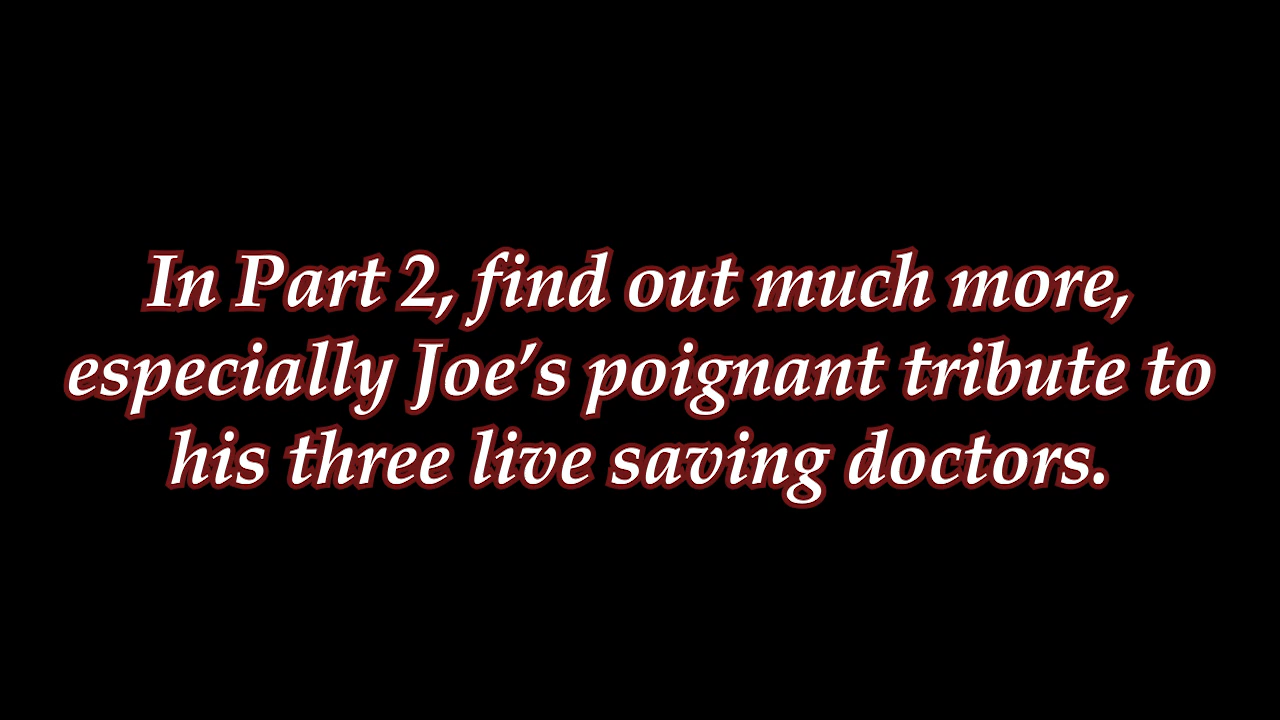 In Part 2, find out much more,
especially Joe’s poignant tribute to
his three live saving doctors.